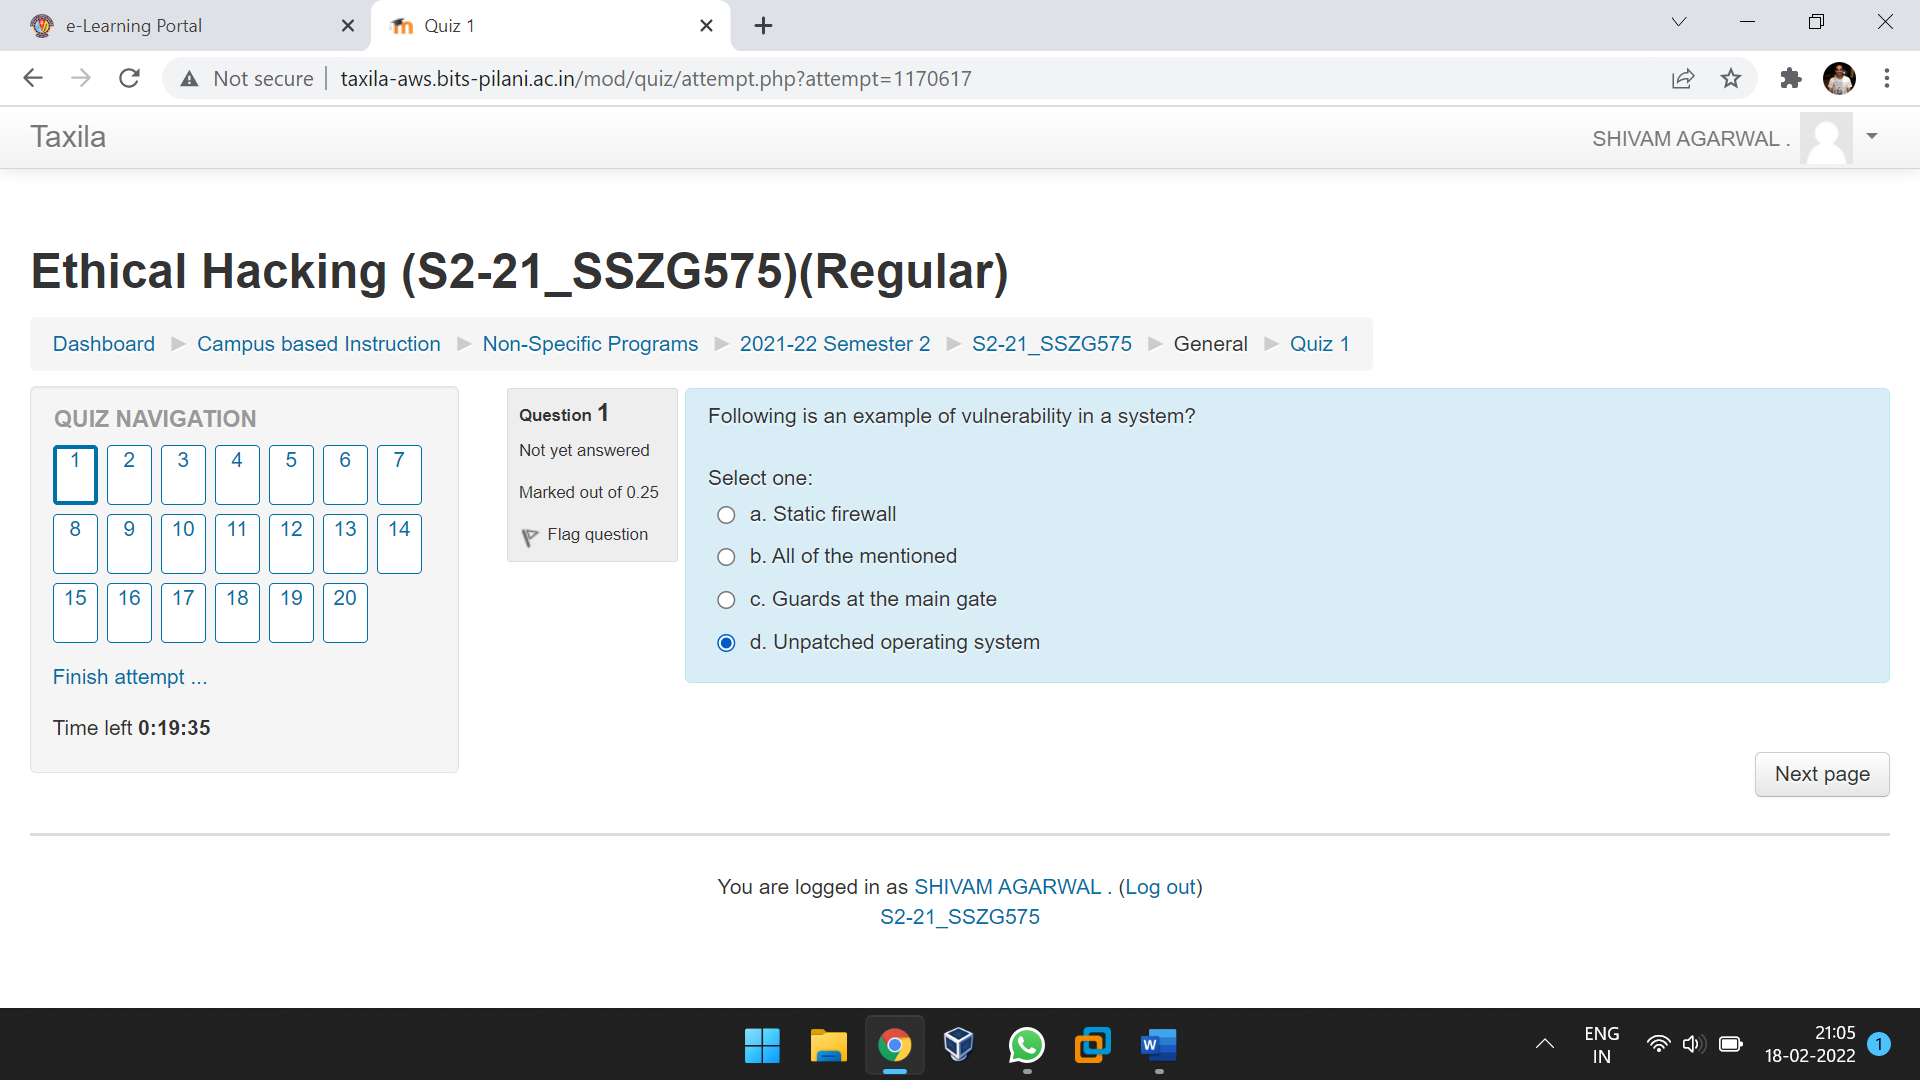 e-Learning Portal
Quiz 1
Not secure
taxila-aws.bits-pilani.ac.in/mod/quiz/attempt.php?attempt=1170617
Taxila
SHIVAM AGARWAL .
Ethical Hacking (S2-21_SSZG575)(Regular)
Dashboard Campus based Instruction Non-Specific Programs 2021-22 Semester 2 S2-21_SSZG575 General Quiz 1
QUIZ NAVIGATION
1 2 3 4 5 6 7
8 9 10 11 12 13 14
15 16 17 18 19 20
Finish attempt ...
Time left 0:19:35
Question 1
Not yet answered
Marked out of 0.25
Flag question
Following is an example of vulnerability in a system?
Select one:
a. Static firewall
b. All of the mentioned
c. Guards at the main gate
d. Unpatched operating system
Next page
You are logged in as SHIVAM AGARWAL . (Log out)
S2-21_SSZG575
W
ENG
IN
21:05
18-02-2022
1